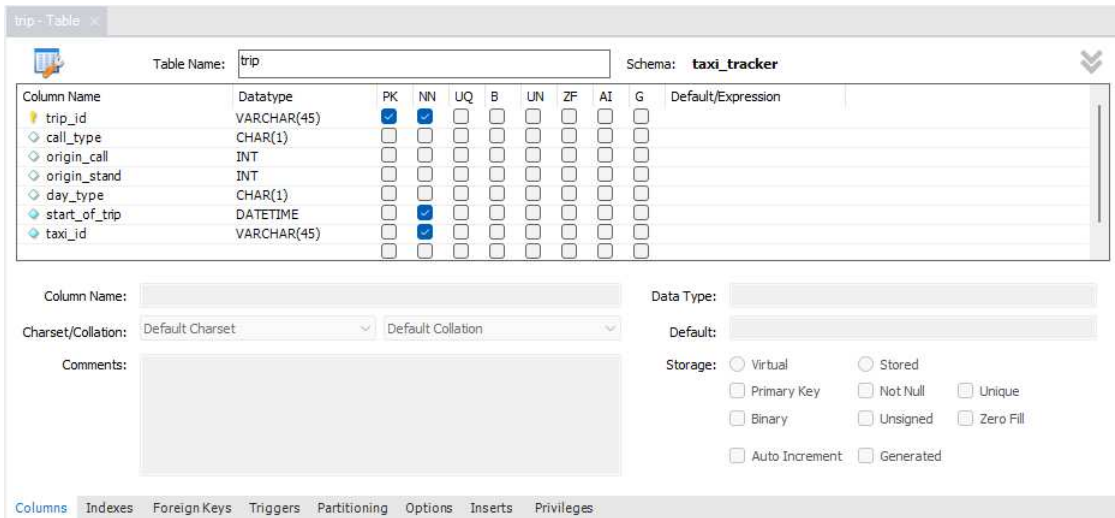 trip - Table ×
Table Name: trip Schema: taxi_tracker
Column Name Datatype PK NN UQ B UN ZF AI G Default/Expression
trip_id VARCHAR(45)
call_type CHAR(1)
origin_call INT
origin_stand INT
day_type CHAR(1)
start_of_trip DATETIME
taxi_id VARCHAR(45)
Column Name: Data Type:
Charset/Collation: Default Charset Default Collation Default:
Comments: Storage: Virtual Stored
Primary Key Not Null Unique
Binary Unsigned Zero Fill
Auto Increment Generated
Columns Indexes Foreign Keys Triggers Partitioning Options Inserts Privileges